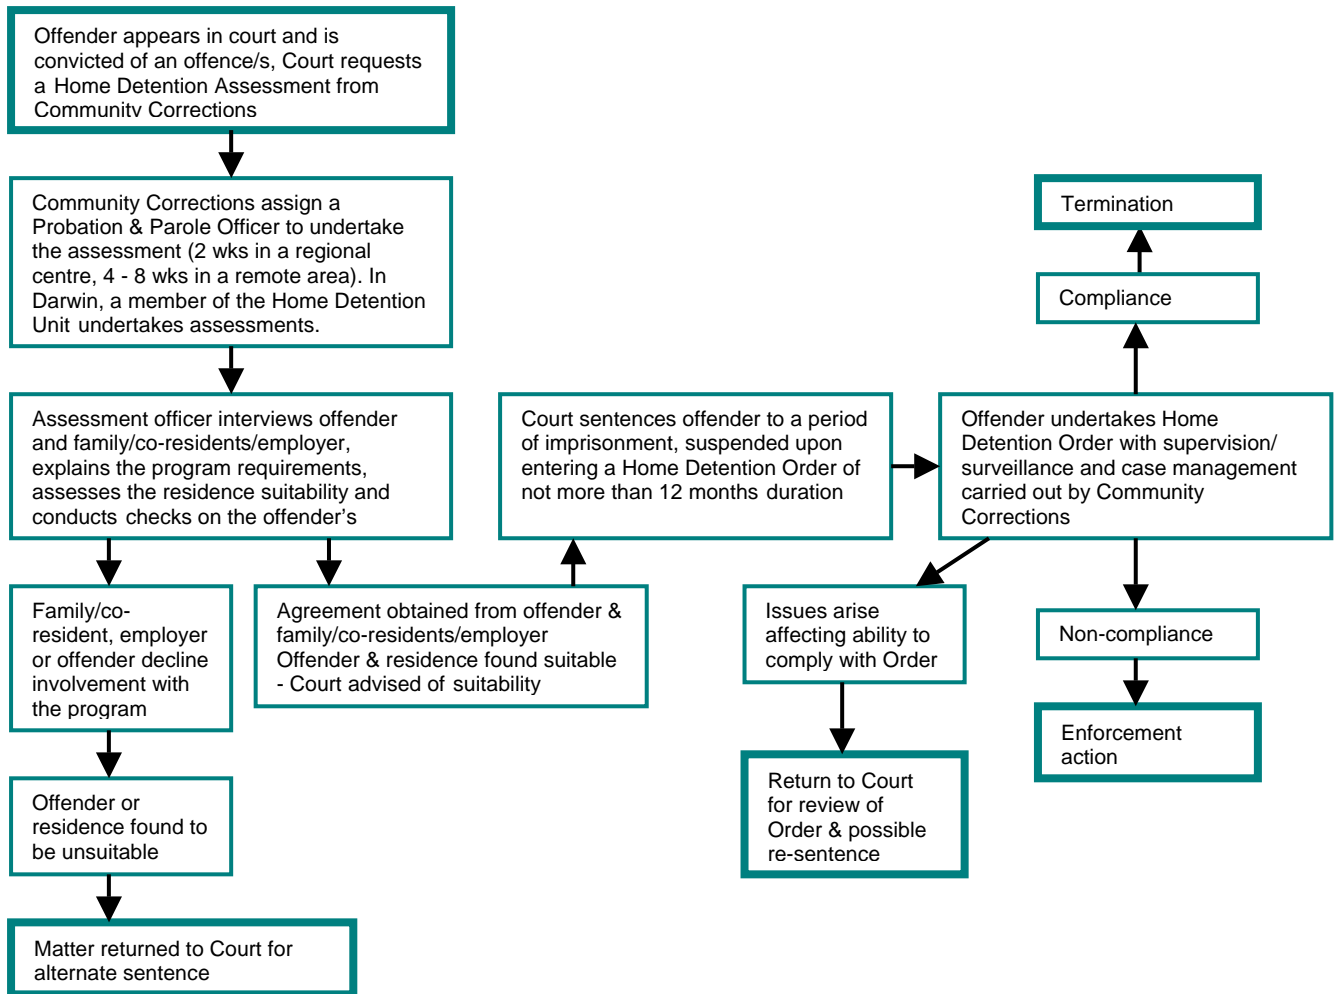 Offender appears in court and is
convicted of an offence/s, Court requests
a Home Detention Assessment from
Community Corrections
Community Corrections assign a
Probation & Parole Officer to undertake
the assessment (2 wks in a regional
centre, 4 - 8 wks in a remote area). In
Darwin, a member of the Home Detention
Unit undertakes assessments.
Assessment officer interviews offender
and family/co-residents/employer,
explains the program requirements,
assesses the residence suitability and
conducts checks on the offender's
Family/co-
resident, employer
or offender decline
involvement with
the program
Offender or
residence found to
be unsuitable
Matter returned to Court for
alternate sentence
Agreement obtained from offender &
family/co-residents/employer
Offender & residence found suitable
- Court advised of suitability
Court sentences offender to a period
of imprisonment, suspended upon
entering a Home Detention Order of
not more than 12 months duration
Offender undertakes Home
Detention Order with supervision/
surveillance and case management
carried out by Community
Corrections
Compliance
Termination
Issues arise
affecting ability to
comply with Order
Return to Court
for review of
Order & possible
re-sentence
Non-compliance
Enforcement
action